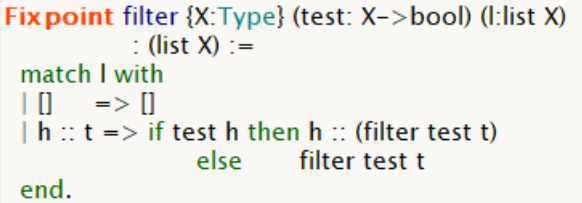 Fixpoint filter {X:Type} (test: X->bool) (l:list X)
: (list X) :=
match l with
| [] => []
| h :: t => if test h then h :: (filter test t)
else filter test t
end.